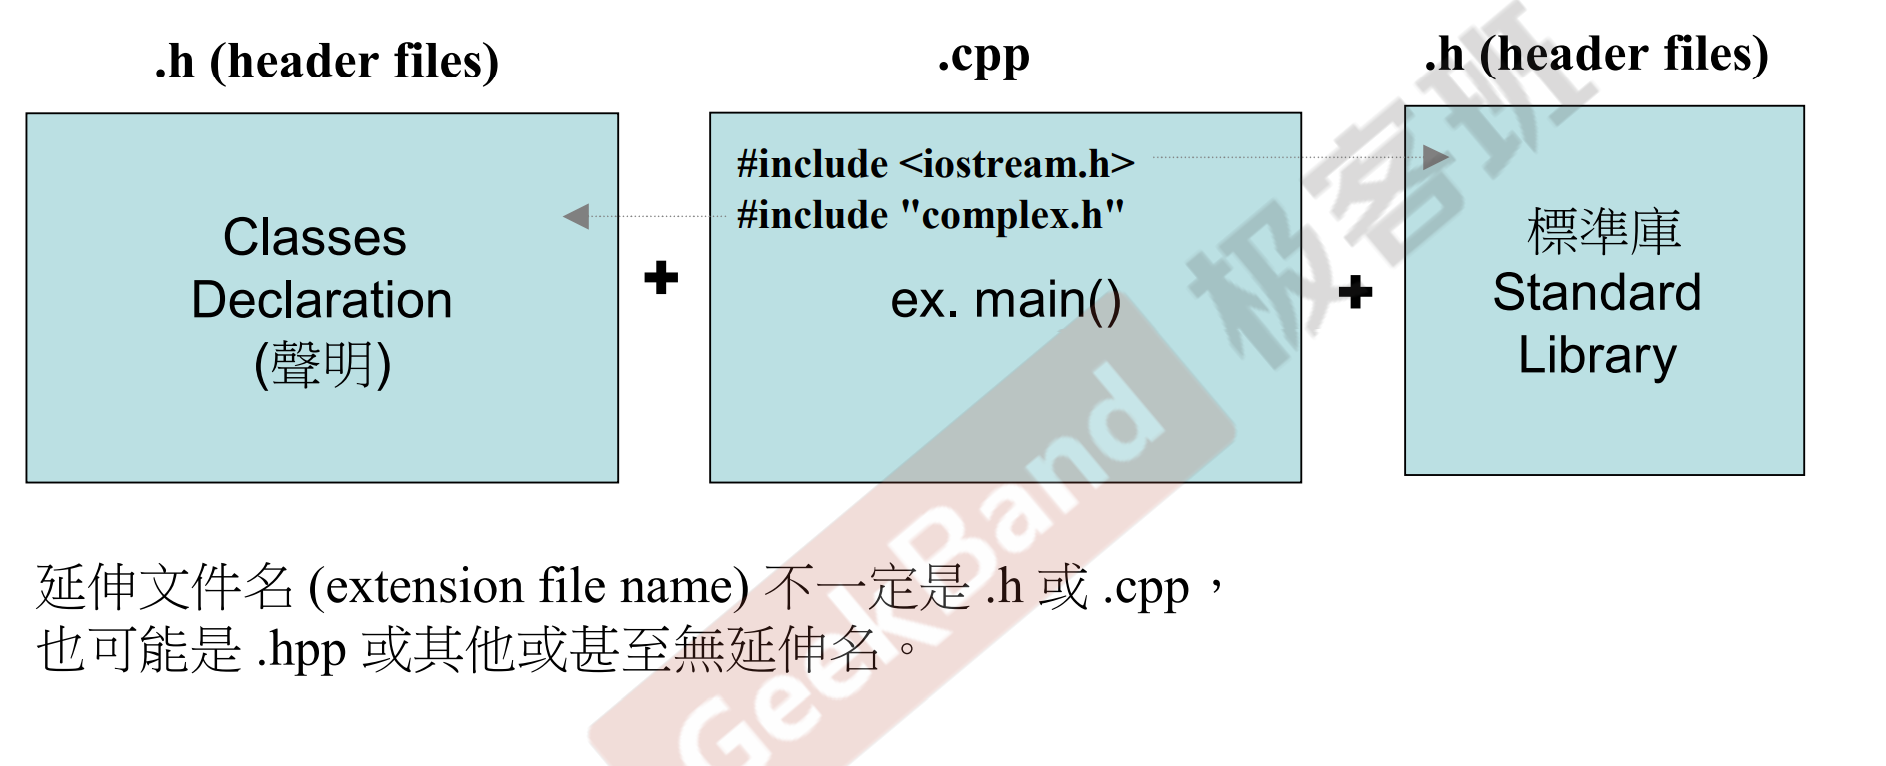 .h (header files)
.cpp
.h (header files)
Classes
Declaration
(聲明)
+
#include <iostream.h>
#include "complex.h"
ex. main()
+
標準庫
Standard
Library
延伸文件名 (extension file name) 不一定是 .h 或 .cpp，
也可能是 .hpp 或其他或甚至無延伸名。
GeekBand 极客班